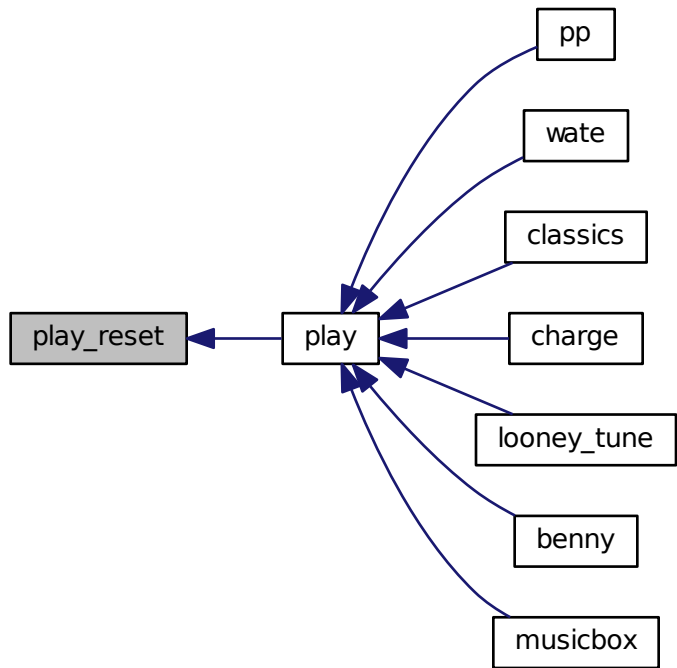 pp
wate
classics
play_reset
play
charge
looney_tune
benny
musicbox